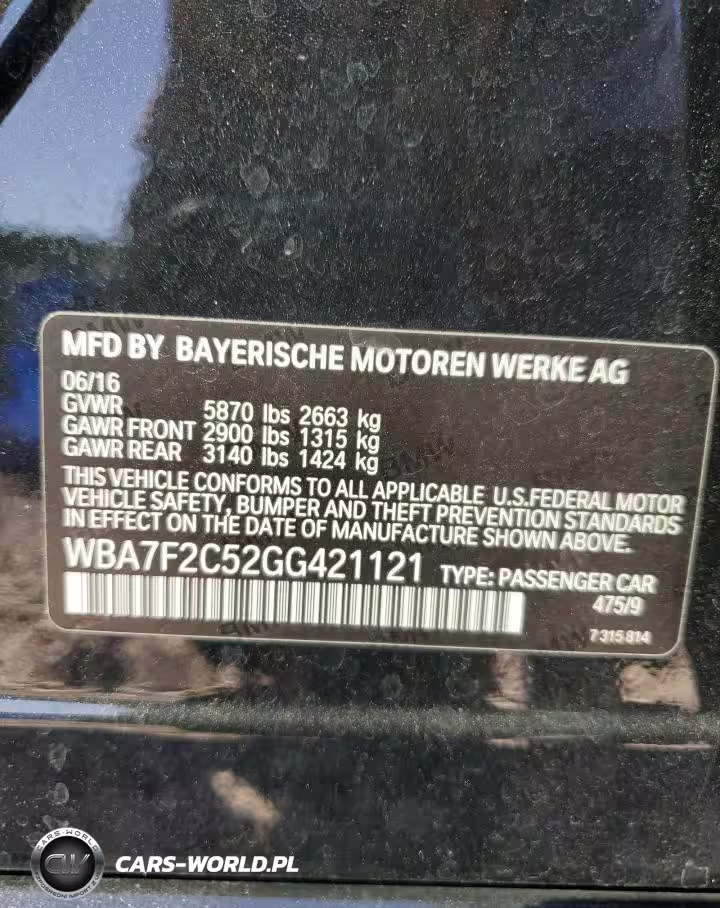 MFD BY BAYERISCHE MOTOREN WERKE AG
06/16
GVWR 5870 lbs 2663 kg
GAWR FRONT 2900 lbs 1315 kg
GAWR REAR 3140 lbs 1424 kg
THIS VEHICLE CONFORMS TO ALL APPLICABLE U.S.FEDERAL MOTOR
VEHICLE SAFETY, BUMPER AND THEFT PREVENTION STANDARDS
IN EFFECT ON THE DATE OF MANUFACTURE SHOWN ABOVE.
WBA7F2C52GG421121 TYPE: PASSENGER CAR
475/9
7 315 814
CARS-WORLD
CW
CARS-WORLD.PL